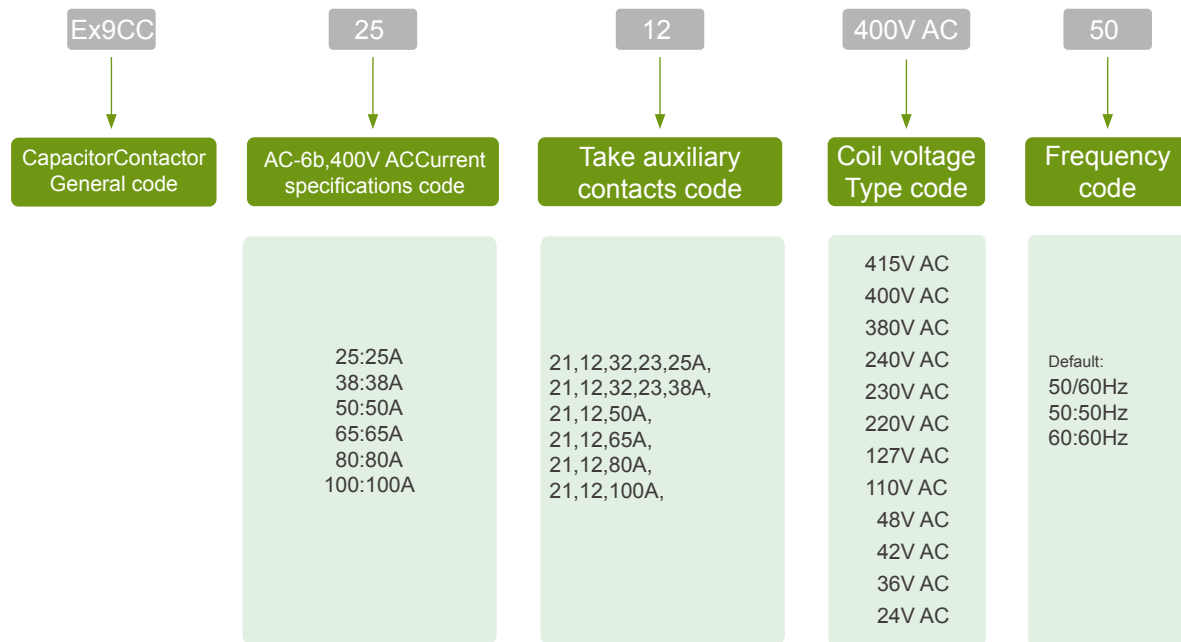 Ex9CC
25
12
400V AC
50
CapacitorContactor
General code
AC-6b,400V ACCurrent
specifications code
Take auxiliary
contacts code
Coil voltage
Type code
Frequency
code
25:25A
38:38A
50:50A
65:65A
80:80A
100:100A
21,12,32,23,25A,
21,12,32,23,38A,
21,12,50A,
21,12,65A,
21,12,80A,
21,12,100A,
415V AC
400V AC
380V AC
240V AC
230V AC
220V AC
127V AC
110V AC
48V AC
42V AC
36V AC
24V AC
Default:
50/60Hz
50:50Hz
60:60Hz